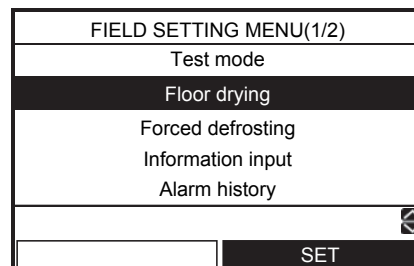 FIELD SETTING MENU(1/2)
Test mode
Floor drying
Forced defrosting
Information input
Alarm history
SET